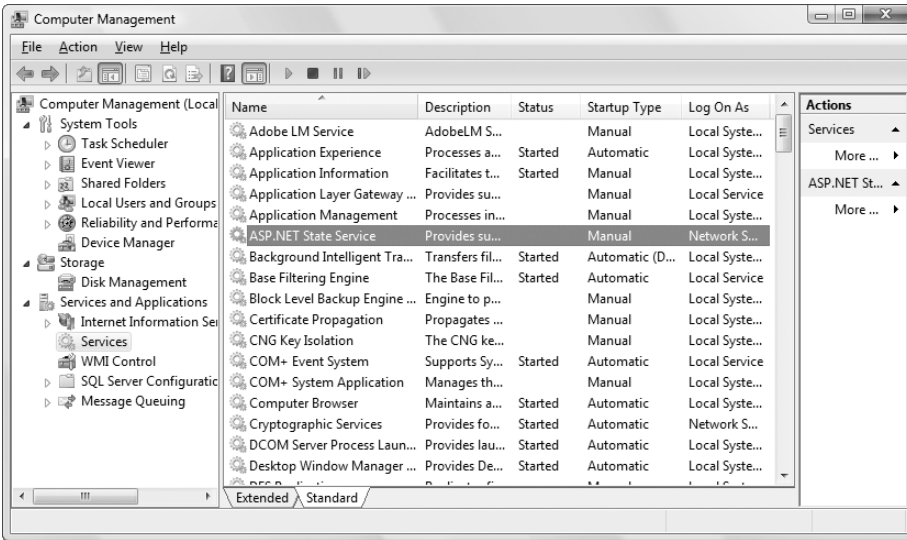 Computer Management
File Action View Help
Computer Management (Local
System Tools
Task Scheduler
Event Viewer
Shared Folders
Local Users and Groups
Reliability and Performa
Device Manager
Storage
Disk Management
Services and Applications
Internet Information Ser
Services
WMI Control
SQL Server Configuratic
Message Queuing
Name Description Status Startup Type Log On As
Adobe LM Service AdobeLM S... Manual Local Syste...
Application Experience Processes a... Started Automatic Local Syste...
Application Information Facilitates t... Started Manual Local Syste...
Application Layer Gateway ... Provides su... Manual Local Service
Application Management Processes in... Manual Local Syste...
ASP.NET State Service Provides su... Manual Network S...
Background Intelligent Tra... Transfers fil... Started Automatic (D... Local Syste...
Base Filtering Engine The Base Fil... Started Automatic Local Service
Block Level Backup Engine ... Engine to p... Manual Local Syste...
Certificate Propagation Propagates ... Manual Local Syste...
CNG Key Isolation The CNG ke... Manual Local Syste...
COM+ Event System Supports Sy... Started Automatic Local Service
COM+ System Application Manages th... Manual Local Syste...
Computer Browser Maintains a... Started Automatic Local Syste...
Cryptographic Services Provides fo... Started Automatic Network S...
DCOM Server Process Laun... Provides lau... Started Automatic Local Syste...
Desktop Window Manager ... Provides De... Started Automatic Local Syste...
Extended Standard
Actions
Services
More ...
ASP.NET St...
More ...